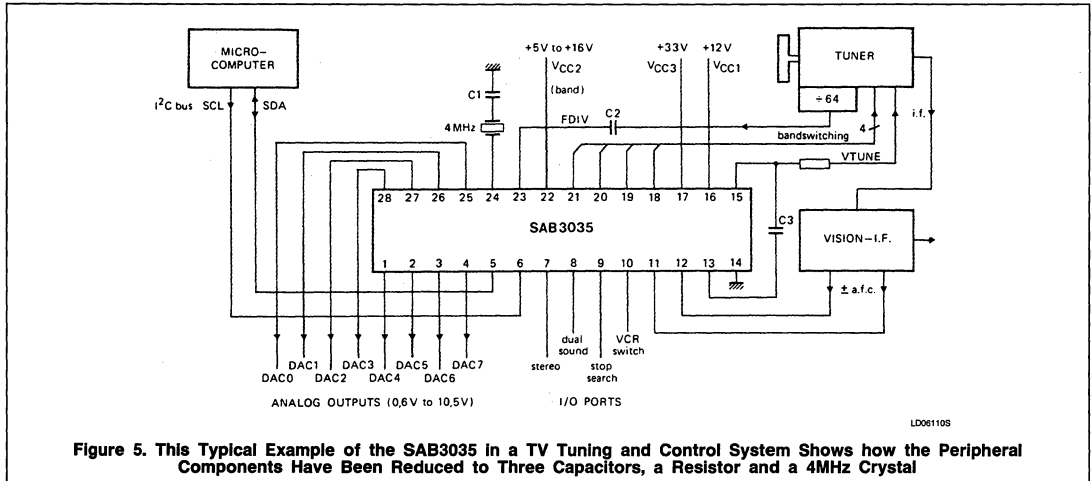 MICRO-
COMPUTER
I²C bus SCL
SDA
C1
4 MHz
+5V to +16V
VCC2
(band)
+33V
VCC3
+12V
VCC1
TUNER
÷64
i.f.
FDIV
C2
4
bandswitching
VTUNE
28 27 26 25 24 23 22 21 20 19 18 17 16 15
SAB3035
C3
VISION-I.F.
1 2 3 4 5 6 7 8 9 10 11 12 13 14
± a.f.c.
DAC0
DAC1
DAC2
DAC3
DAC4
DAC5
DAC6
DAC7
stereo
dual
sound
stop
search
VCR
switch
ANALOG OUTPUTS (0,6V to 10,5V)
I/O PORTS
LD06110S
Figure 5. This Typical Example of the SAB3035 in a TV Tuning and Control System Shows how the Peripheral
Components Have Been Reduced to Three Capacitors, a Resistor and a 4MHz Crystal